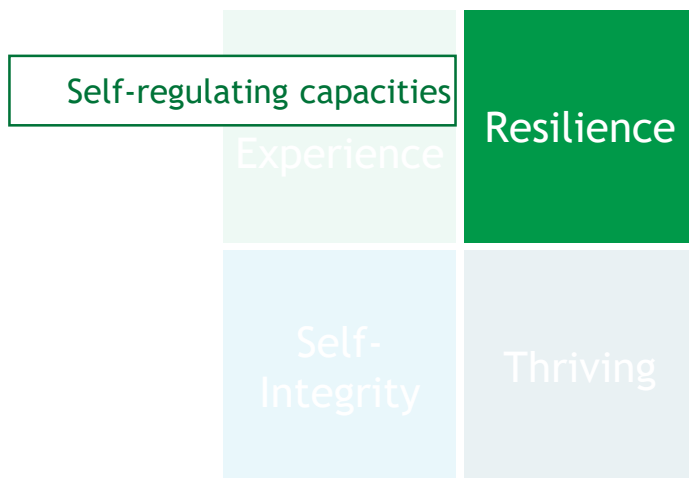 Self-regulating capacities
Resilience
Experience
Self-
Integrity
Thriving